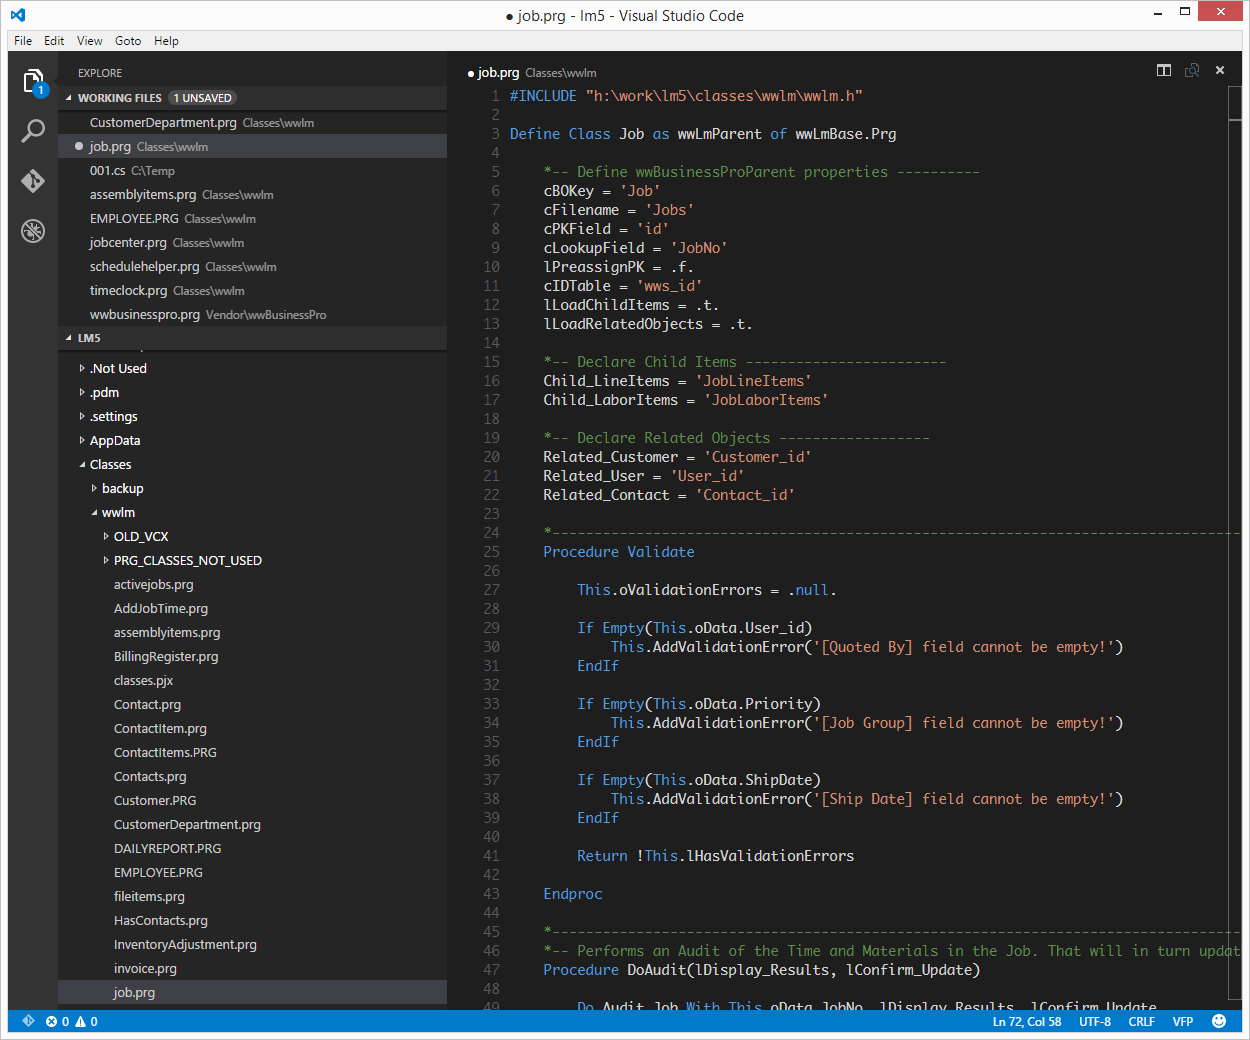 ● job.prg - lm5 - Visual Studio Code
File Edit View Goto Help
EXPLORE
1
WORKING FILES 1 UNSAVED
CustomerDepartment.prg Classes\wwlm
job.prg Classes\wwlm
001.cs C:\Temp
assemblyitems.prg Classes\wwlm
EMPLOYEE.PRG Classes\wwlm
jobcenter.prg Classes\wwlm
schedulehelper.prg Classes\wwlm
timeclock.prg Classes\wwlm
wwbusinesspro.prg Vendor\wwBusinessPro
LM5
.Not Used
.pdm
.settings
AppData
Classes
backup
wwlm
OLD_VCX
PRG_CLASSES_NOT_USED
activejobs.prg
AddJobTime.prg
assemblyitems.prg
BillingRegister.prg
classes.pjx
Contact.prg
ContactItem.prg
ContactItems.PRG
Contacts.prg
Customer.PRG
CustomerDepartment.prg
DAILYREPORT.PRG
EMPLOYEE.PRG
fileitems.prg
HasContacts.prg
InventoryAdjustment.prg
invoice.prg
job.prg
● job.prg Classes\wwlm
1 #INCLUDE "h:\work\lm5\classes\wwlm\wwlm.h"
2
3 Define Class Job as wwLmParent of wwLmBase.Prg
4
5 *-- Define wwBusinessProParent properties ----------
6 cBOKey = 'Job'
7 cFilename = 'Jobs'
8 cPKField = 'id'
9 cLookupField = 'JobNo'
10 lPreassignPK = .f.
11 cIDTable = 'wws_id'
12 lLoadChildItems = .t.
13 lLoadRelatedObjects = .t.
14
15 *-- Declare Child Items ------------------------
16 Child_LineItems = 'JobLineItems'
17 Child_LaborItems = 'JobLaborItems'
18
19 *-- Declare Related Objects ------------------
20 Related_Customer = 'Customer_id'
21 Related_User = 'User_id'
22 Related_Contact = 'Contact_id'
23
24 *----------------------------------------------------------------------------------
25 Procedure Validate
26
27 This.oValidationErrors = .null.
28
29 If Empty(This.oData.User_id)
30 This.AddValidationError('[Quoted By] field cannot be empty!')
31 EndIf
32
33 If Empty(This.oData.Priority)
34 This.AddValidationError('[Job Group] field cannot be empty!')
35 EndIf
36
37 If Empty(This.oData.ShipDate)
38 This.AddValidationError('[Ship Date] field cannot be empty!')
39 EndIf
40
41 Return !This.lHasValidationErrors
42
43 Endproc
44
45 *----------------------------------------------------------------------------------
46 *-- Performs an Audit of the Time and Materials in the Job. That will in turn updat
47 Procedure DoAudit(lDisplay_Results, lConfirm_Update)
48
49 Do Audit_Job With This.oData.JobNo, lDisplay_Results, lConfirm_Update
0 0
Ln 72, Col 58 UTF-8 CRLF VFP